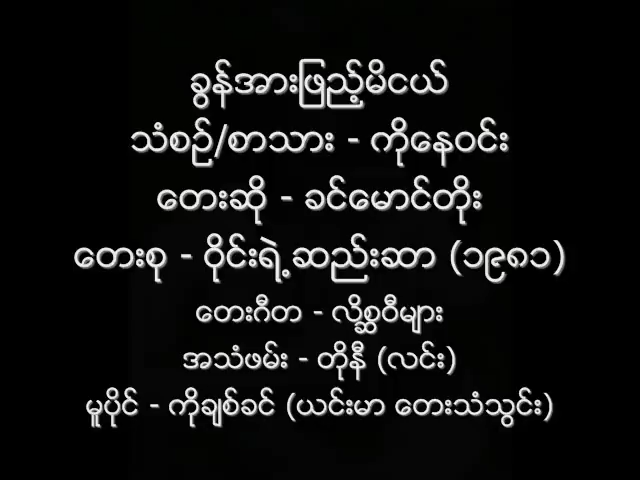 ခွန်အားဖြည့်မိငယ်
သံစဉ်/စာသား - ကိုနေဝင်း
တေးဆို - ခင်မောင်တိုး
တေးစု - ဝိုင်းရဲ့ဆည်းဆာ (၁၉၈၁)
တေးဂီတ - လိစ္ဆဝီများ
အသံဖမ်း - တိုနီ (လင်း)
မူပိုင် - ကိုချစ်ခင် (ယင်းမာ တေးသံသွင်း)